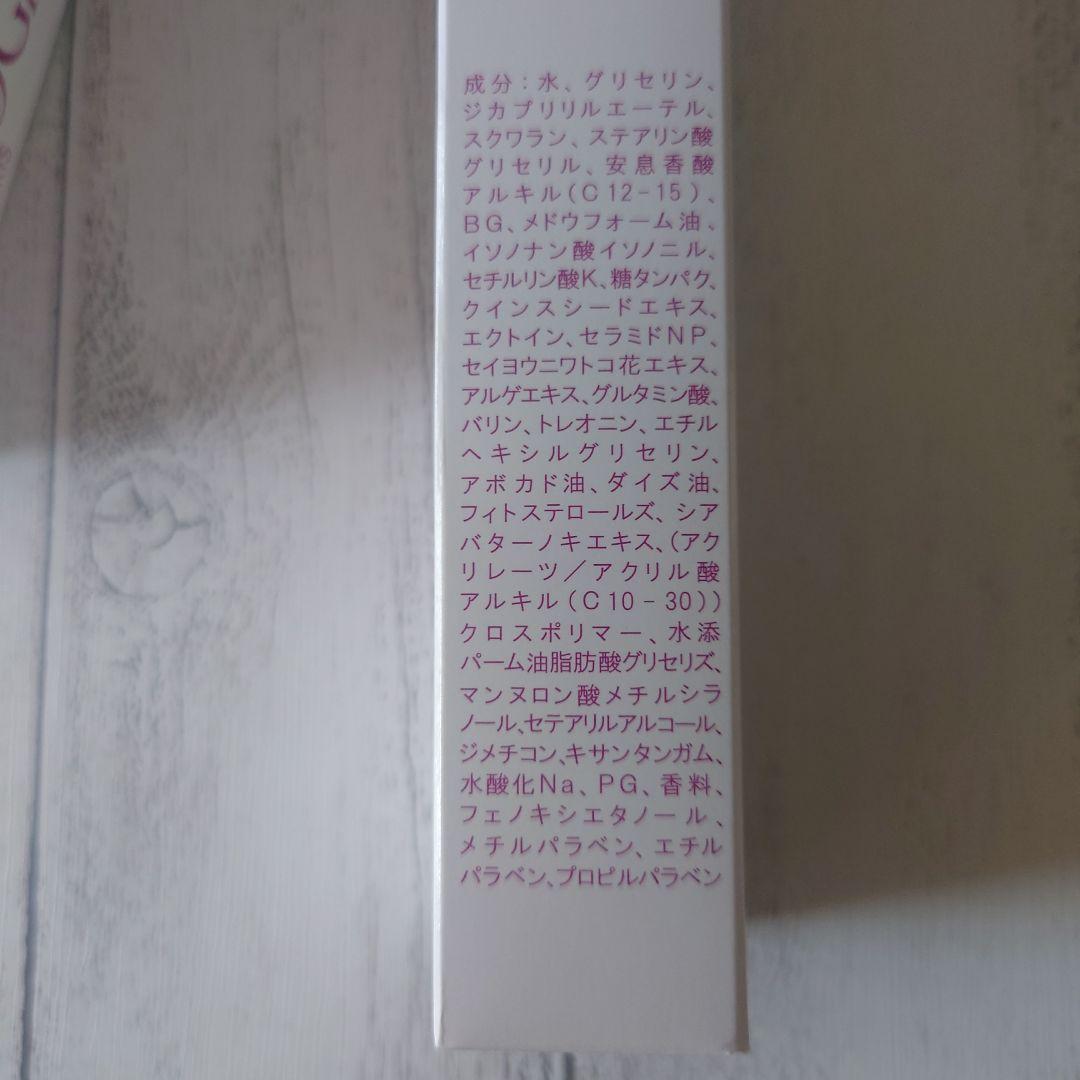 成分：水、グリセリン、
ジカプリリルエーテル、
スクワラン、ステアリン酸
グリセリル、安息香酸
アルキル(C12-15)、
BG、メドウフォーム油、
イソノナン酸イソノニル、
セチルリン酸K、糖タンパク、
クインスシードエキス、
エクトイン、セラミドNP、
セイヨウニワトコ花エキス、
アルゲエキス、グルタミン酸、
バリン、トレオニン、エチル
ヘキシルグリセリン、
アボカド油、ダイズ油、
フィトステロールズ、シア
バターノキエキス、(アク
リレーツ／アクリル酸
アルキル(C10-30))
クロスポリマー、水添
パーム油脂肪酸グリセリズ、
マンヌロン酸メチルシラ
ノール、セテアリルアルコール、
ジメチコン、キサンタンガム、
水酸化Na、PG、香料、
フェノキシエタノール、
メチルパラベン、エチル
パラベン、プロピルパラベン